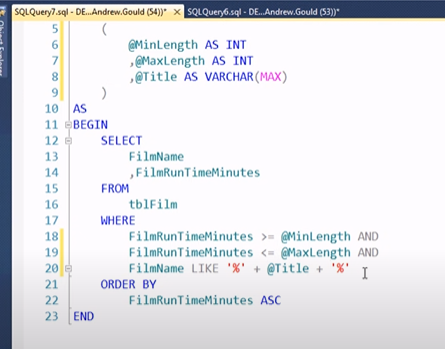 SQLQuery7.sql - DE...Andrew.Gould (54))* × SQLQuery6.sql - DE...Andrew.Gould (53))*
Object Explorer
5 (
6 @MinLength AS INT
7 ,@MaxLength AS INT
8 ,@Title AS VARCHAR(MAX)
9 )
10 AS
11 BEGIN
12 SELECT
13 FilmName
14 ,FilmRunTimeMinutes
15 FROM
16 tblFilm
17 WHERE
18 FilmRunTimeMinutes >= @MinLength AND
19 FilmRunTimeMinutes <= @MaxLength AND
20 FilmName LIKE '%' + @Title + '%'
21 ORDER BY
22 FilmRunTimeMinutes ASC
23 END